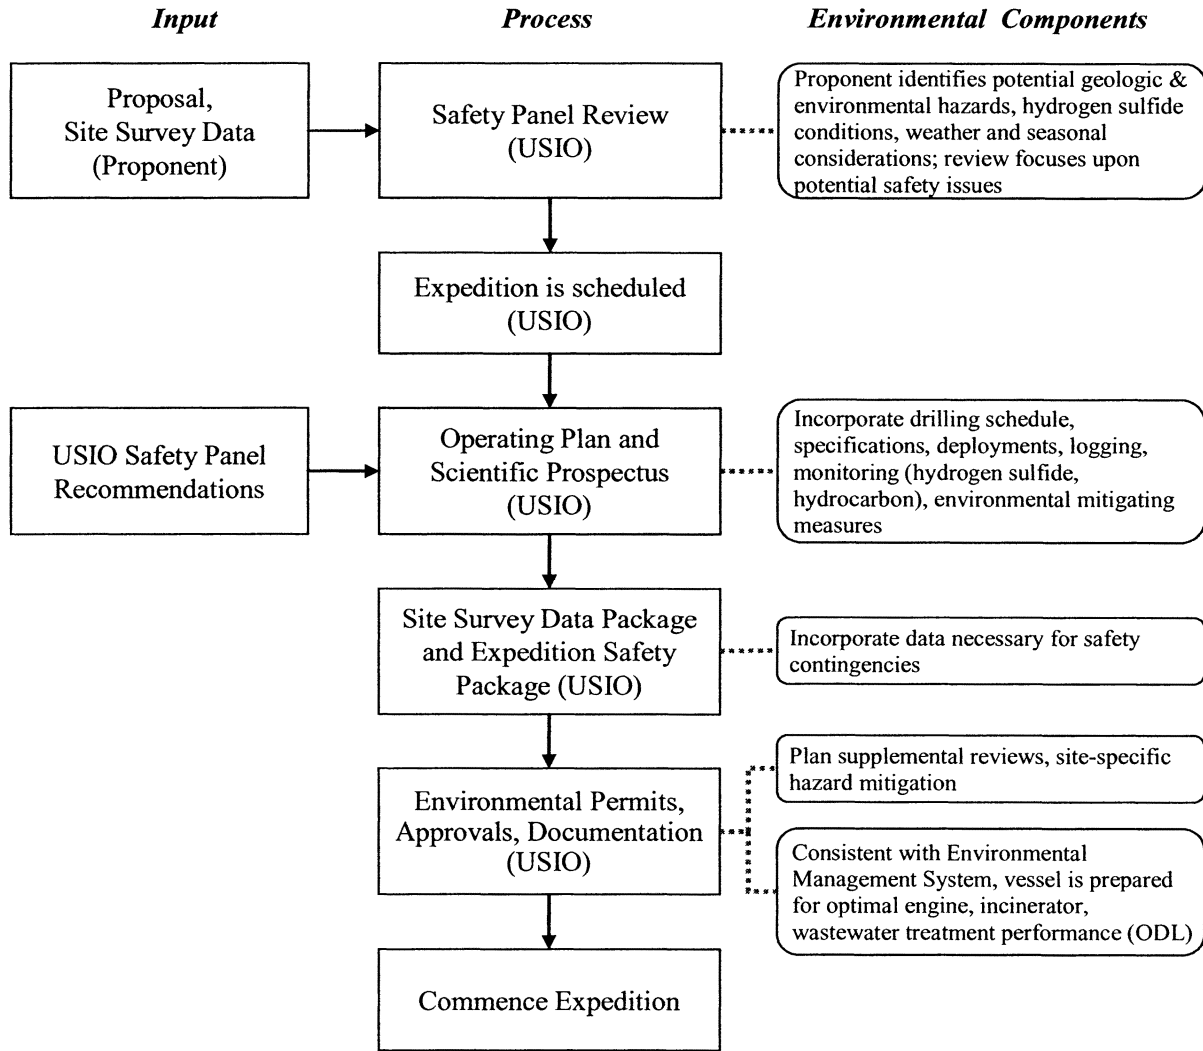 Input
Process
Environmental Components
Proposal,
Site Survey Data
(Proponent)
Safety Panel Review
(USIO)
Proponent identifies potential geologic &
environmental hazards, hydrogen sulfide
conditions, weather and seasonal
considerations; review focuses upon
potential safety issues
Expedition is scheduled
(USIO)
USIO Safety Panel
Recommendations
Operating Plan and
Scientific Prospectus
(USIO)
Incorporate drilling schedule,
specifications, deployments, logging,
monitoring (hydrogen sulfide,
hydrocarbon), environmental mitigating
measures
Site Survey Data Package
and Expedition Safety
Package (USIO)
Incorporate data necessary for safety
contingencies
Environmental Permits,
Approvals, Documentation
(USIO)
Plan supplemental reviews, site-specific
hazard mitigation
Consistent with Environmental
Management System, vessel is prepared
for optimal engine, incinerator,
wastewater treatment performance (ODL)
Commence Expedition